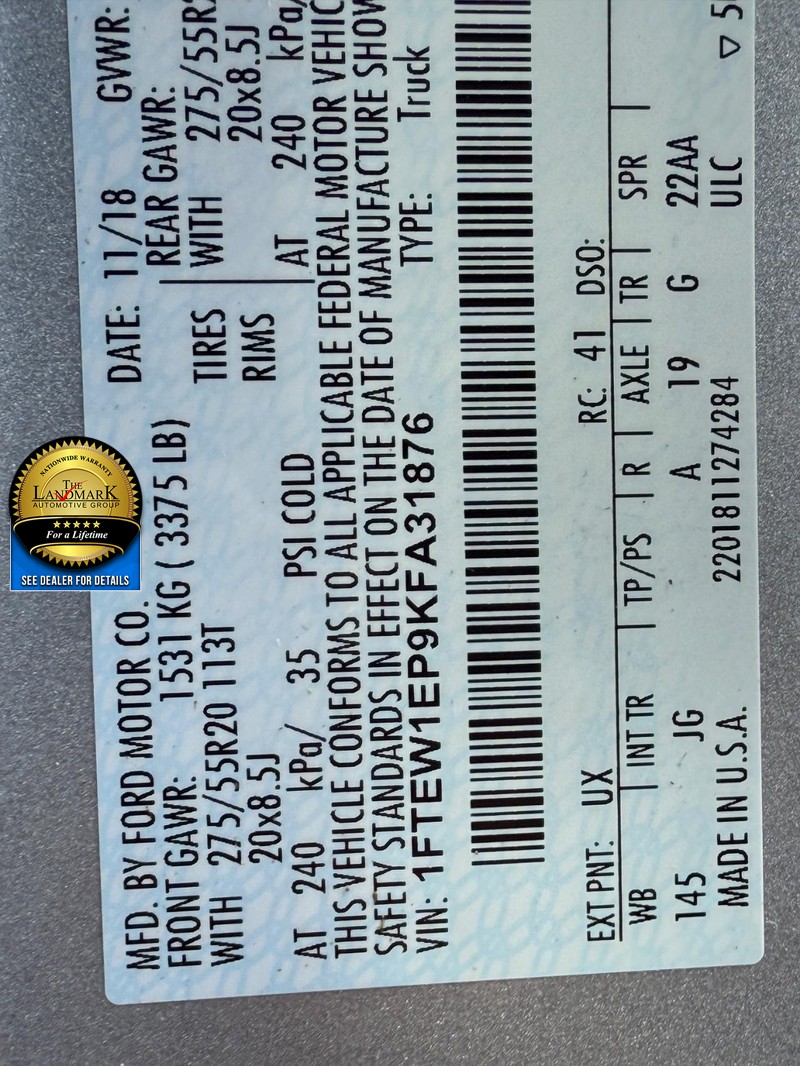 MFD. BY FORD MOTOR CO. DATE: 11/18 GVWR:
FRONT GAWR: 1531 KG ( 3375 LB) REAR GAWR:
WITH 275/55R20 113T TIRES WITH 275/55R2
20x8.5J RIMS 20x8.5J
AT 240 kPa/ 35 PSI COLD AT 240 kPa/
THIS VEHICLE CONFORMS TO ALL APPLICABLE FEDERAL MOTOR VEHIC
SAFETY STANDARDS IN EFFECT ON THE DATE OF MANUFACTURE SHOW
VIN: 1FTEW1EP9KFA31876 TYPE: Truck
EXT PNT: UX RC: 41 DSO:
WB | INT TR | TP/PS | R | AXLE | TR | SPR |
145 JG A 19 G 22AA
MADE IN U.S.A. 2201811274284 ULC ▽ 5
NATIONWIDE WARRANTY
THE
LANDMARK
AUTOMOTIVE GROUP
For a Lifetime
SEE DEALER FOR DETAILS